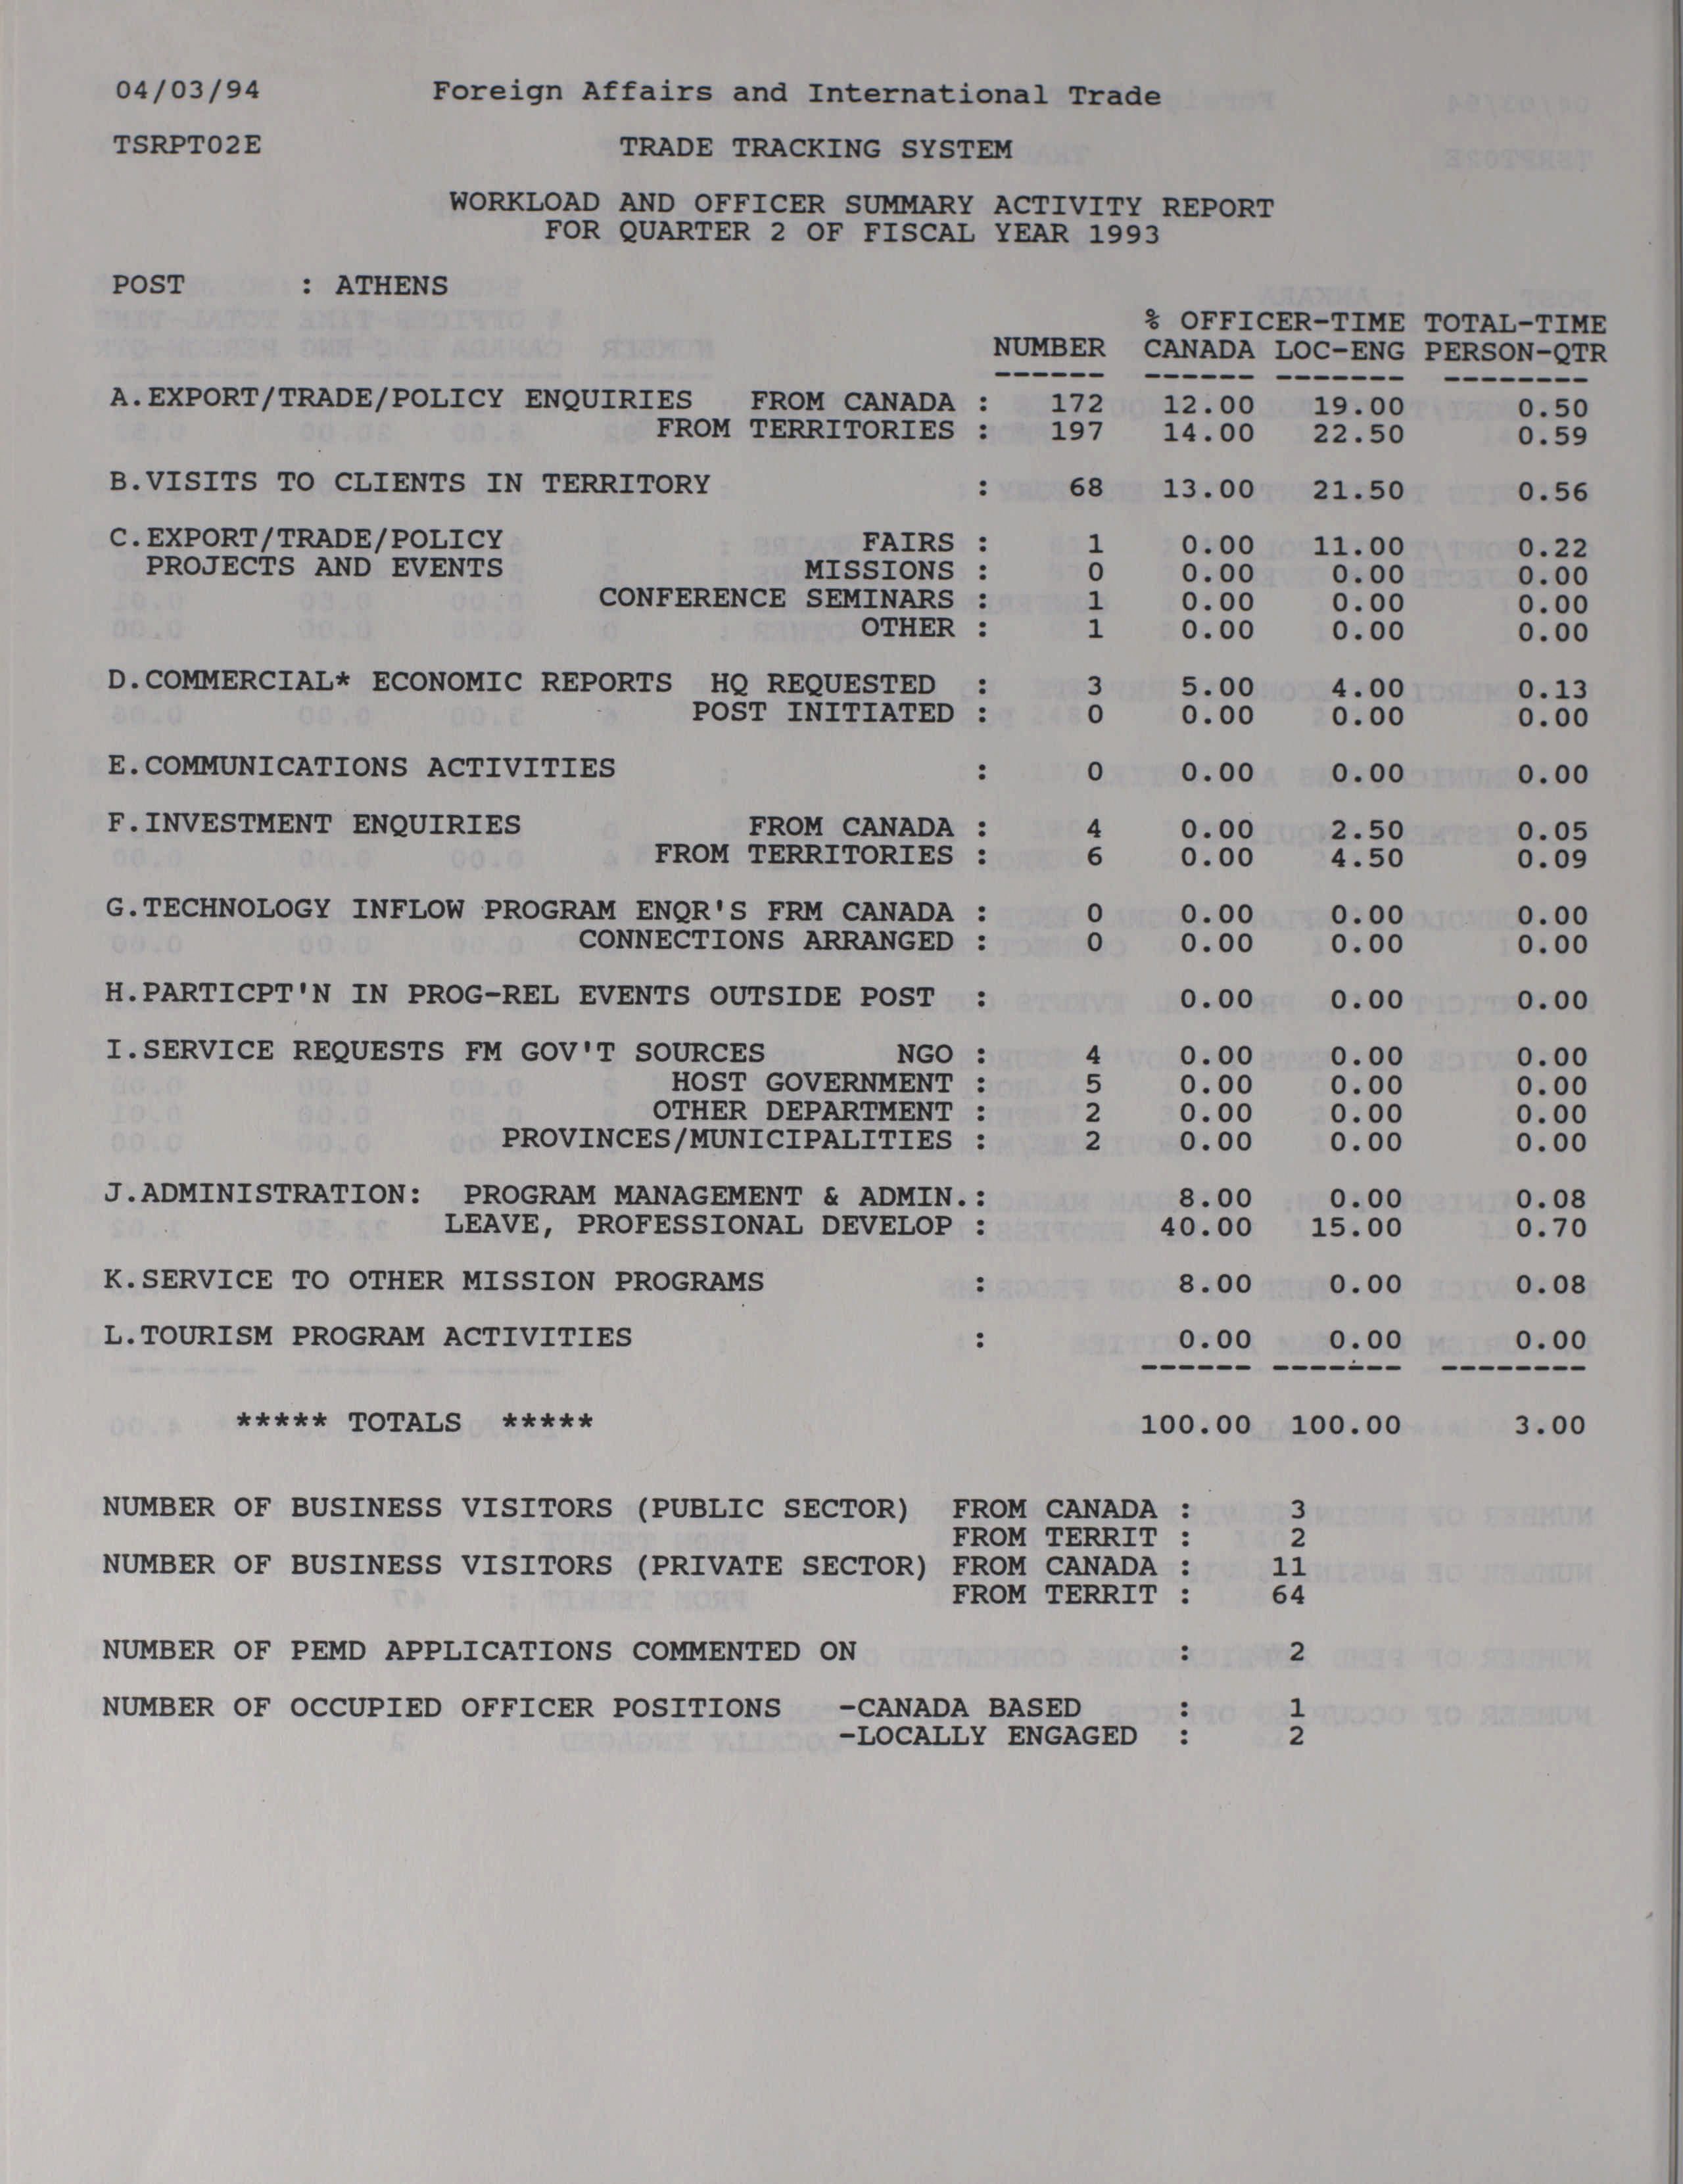 04/03/94 Foreign Affairs and International Trade
TSRPT02E TRADE TRACKING SYSTEM
WORKLOAD AND OFFICER SUMMARY ACTIVITY REPORT
FOR QUARTER 2 OF FISCAL YEAR 1993
POST : ATHENS
% OFFICER-TIME TOTAL-TIME
NUMBER CANADA LOC-ENG PERSON-QTR
------ ------ ------- --------
A.EXPORT/TRADE/POLICY ENQUIRIES FROM CANADA : 172 12.00 19.00 0.50
FROM TERRITORIES : 197 14.00 22.50 0.59
B.VISITS TO CLIENTS IN TERRITORY : 68 13.00 21.50 0.56
C.EXPORT/TRADE/POLICY FAIRS : 1 0.00 11.00 0.22
PROJECTS AND EVENTS MISSIONS : 0 0.00 0.00 0.00
CONFERENCE SEMINARS : 1 0.00 0.00 0.00
OTHER : 1 0.00 0.00 0.00
D.COMMERCIAL* ECONOMIC REPORTS HQ REQUESTED : 3 5.00 4.00 0.13
POST INITIATED : 0 0.00 0.00 0.00
E.COMMUNICATIONS ACTIVITIES : 0 0.00 0.00 0.00
F.INVESTMENT ENQUIRIES FROM CANADA : 4 0.00 2.50 0.05
FROM TERRITORIES : 6 0.00 4.50 0.09
G.TECHNOLOGY INFLOW PROGRAM ENQR'S FRM CANADA : 0 0.00 0.00 0.00
CONNECTIONS ARRANGED : 0 0.00 0.00 0.00
H.PARTICPT'N IN PROG-REL EVENTS OUTSIDE POST : 0.00 0.00 0.00
I.SERVICE REQUESTS FM GOV'T SOURCES NGO : 4 0.00 0.00 0.00
HOST GOVERNMENT : 5 0.00 0.00 0.00
OTHER DEPARTMENT : 2 0.00 0.00 0.00
PROVINCES/MUNICIPALITIES : 2 0.00 0.00 0.00
J.ADMINISTRATION: PROGRAM MANAGEMENT & ADMIN.: 8.00 0.00 0.08
LEAVE, PROFESSIONAL DEVELOP : 40.00 15.00 0.70
K.SERVICE TO OTHER MISSION PROGRAMS : 8.00 0.00 0.08
L.TOURISM PROGRAM ACTIVITIES : 0.00 0.00 0.00
------ ------- --------
***** TOTALS ***** 100.00 100.00 3.00
NUMBER OF BUSINESS VISITORS (PUBLIC SECTOR) FROM CANADA : 3
FROM TERRIT : 2
NUMBER OF BUSINESS VISITORS (PRIVATE SECTOR) FROM CANADA : 11
FROM TERRIT : 64
NUMBER OF PEMD APPLICATIONS COMMENTED ON : 2
NUMBER OF OCCUPIED OFFICER POSITIONS -CANADA BASED : 1
-LOCALLY ENGAGED : 2